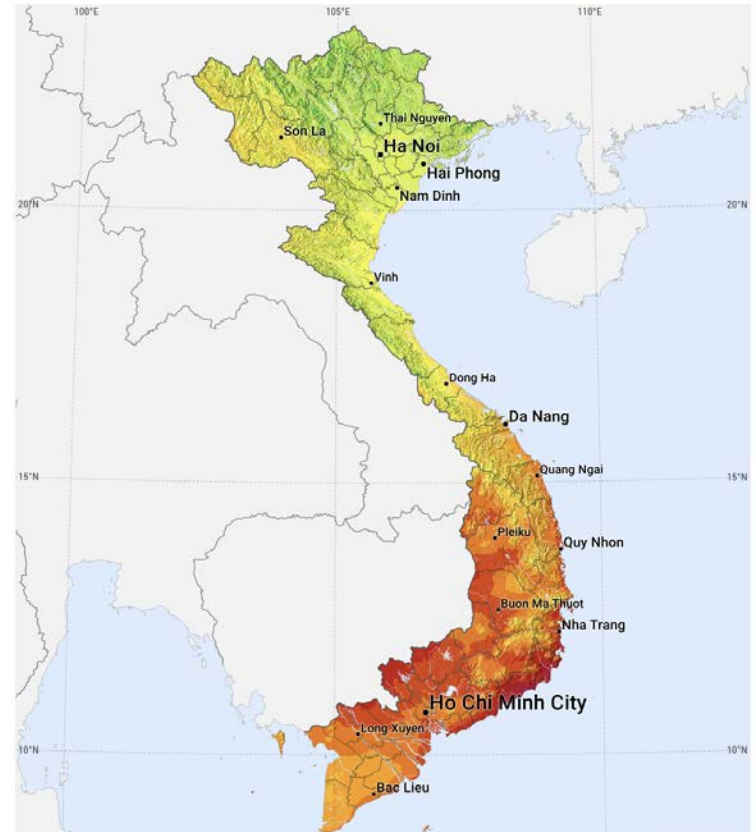 100°E
105°E
110°E
Thai Nguyen
Son La
Ha Noi
Hai Phong
Nam Dinh
20°N
20°N
Vinh
Dong Ha
Da Nang
Quang Ngai
15°N
15°N
Pleiku
Quy Nhon
Buon Ma Thuot
Nha Trang
Ho Chi Minh City
Long Xuyen
10°N
10°N
Bac Lieu